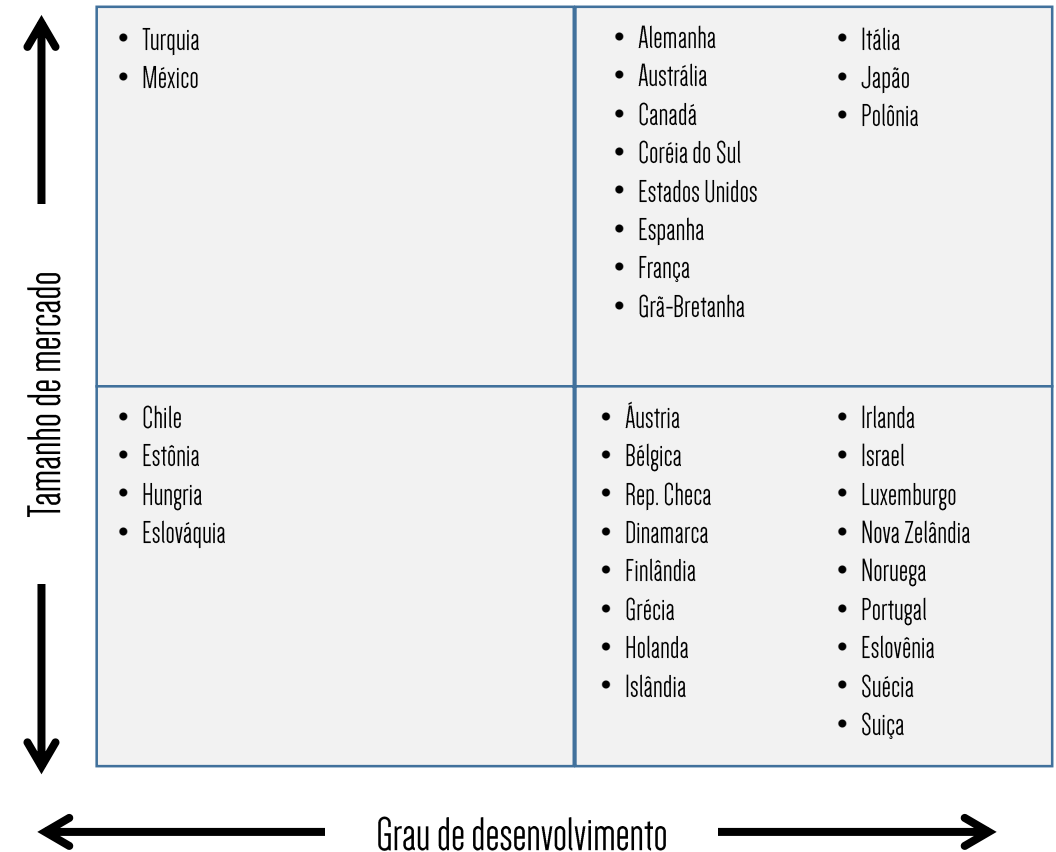 Tamanho de mercado
• Turquia
• México
• Alemanha
• Austrália
• Canadá
• Coréia do Sul
• Estados Unidos
• Espanha
• França
• Grã-Bretanha
• Itália
• Japão
• Polônia
• Chile
• Estônia
• Hungria
• Eslováquia
• Áustria
• Bélgica
• Rep. Checa
• Dinamarca
• Finlândia
• Grécia
• Holanda
• Islândia
• Irlanda
• Israel
• Luxemburgo
• Nova Zelândia
• Noruega
• Portugal
• Eslovênia
• Suécia
• Suiça
Grau de desenvolvimento